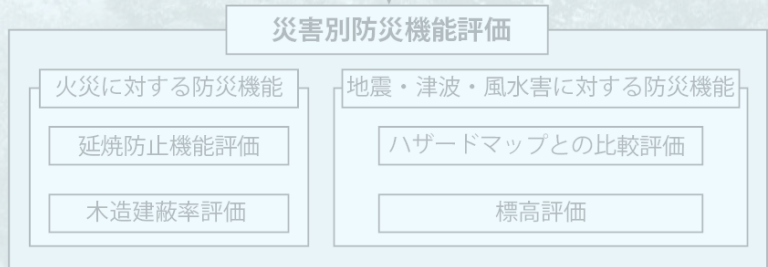 災害別防災機能評価
火災に対する防災機能
延焼防止機能評価
木造建蔽率評価
地震・津波・風水害に対する防災機能
ハザードマップとの比較評価
標高評価